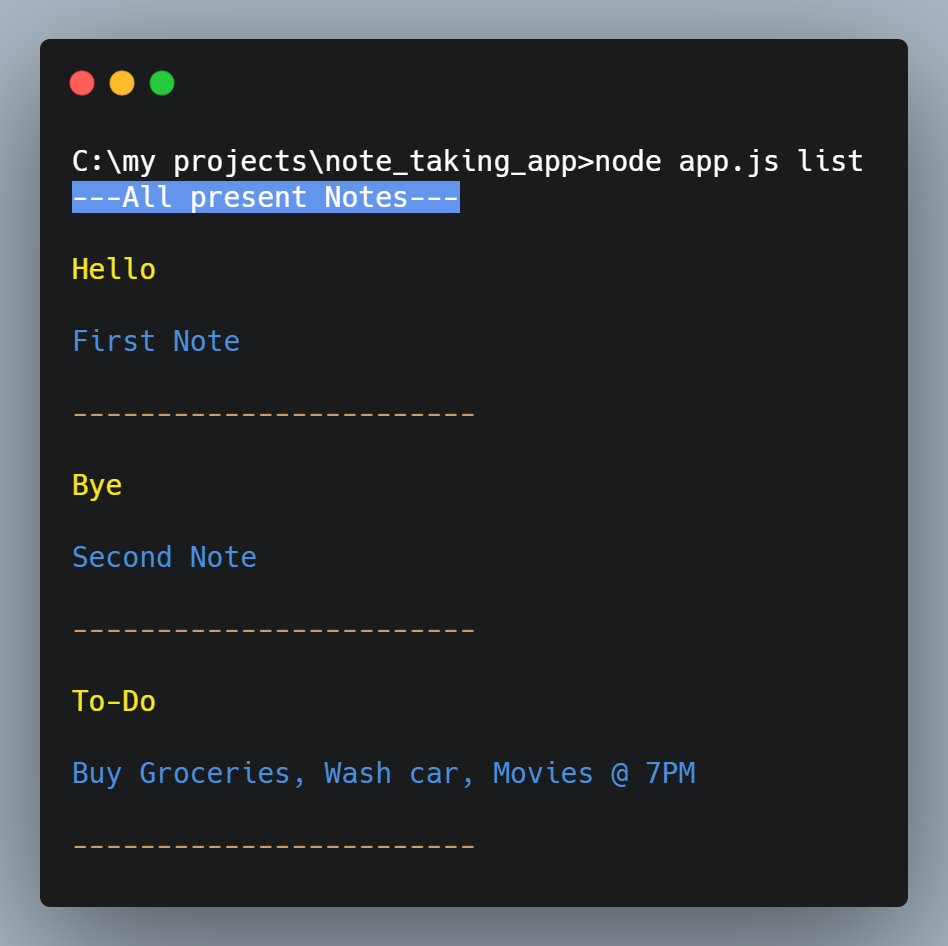 C:\my projects\note_taking_app>node app.js list
---All present Notes---
Hello
First Note
------------------------
Bye
Second Note
------------------------
To-Do
Buy Groceries, Wash car, Movies @ 7PM
------------------------